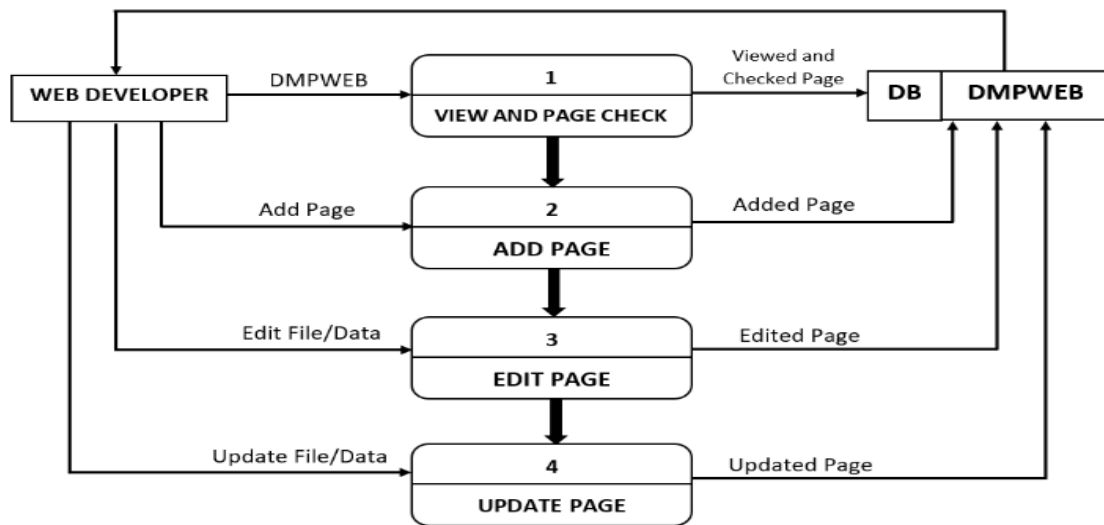 Viewed and
Checked Page
1
DMPWEB
WEB DEVELOPER
DB
DMPWEB
VIEW AND PAGE CHECK
2
Add Page
Added Page
ADD PAGE
3
Edit File/Data
Edited Page
EDIT PAGE
4
Update File/Data
Updated Page
UPDATE PAGE